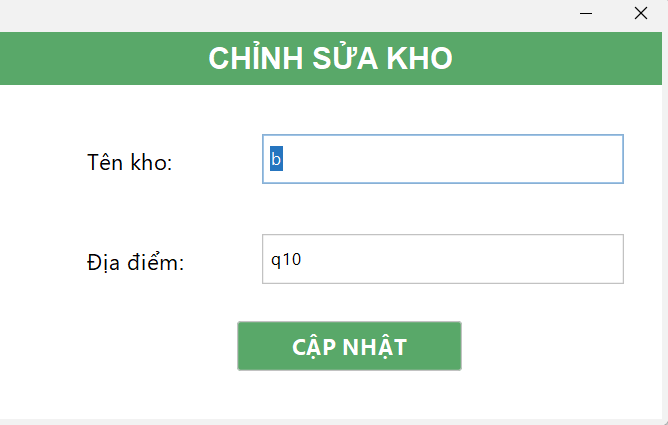 CHỈNH SỬA KHO
Tên kho:
b
Địa điểm:
q10
CẬP NHẬT